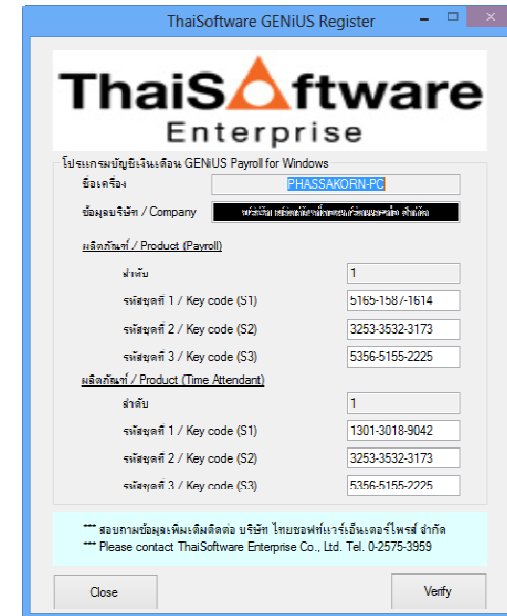 ThaiSoftware GENiUS Register
ThaiSoftware
Enterprise
โปรแกรมบัญชีเงินเดือน GENiUS Payroll for Windows
ชื่อเครื่อง PHASSAKORN-PC
ข้อมูลบริษัท / Company
ผลิตภัณฑ์ / Product (Payroll)
ลำดับ 1
รหัสชุดที่ 1 / Key code (S1) 5165-1587-1614
รหัสชุดที่ 2 / Key code (S2) 3253-3532-3173
รหัสชุดที่ 3 / Key code (S3) 5356-5155-2225
ผลิตภัณฑ์ / Product (Time Attendant)
ลำดับ 1
รหัสชุดที่ 1 / Key code (S1) 1301-3018-9042
รหัสชุดที่ 2 / Key code (S2) 3253-3532-3173
รหัสชุดที่ 3 / Key code (S3) 5356-5155-2225
*** สอบถามข้อมูลเพิ่มเติมติดต่อ บริษัท ไทยซอฟท์แวร์เอ็นเตอร์ไพรส์ จำกัด
*** Please contact ThaiSoftware Enterprise Co., Ltd. Tel. 0-2575-3959
Close Verify